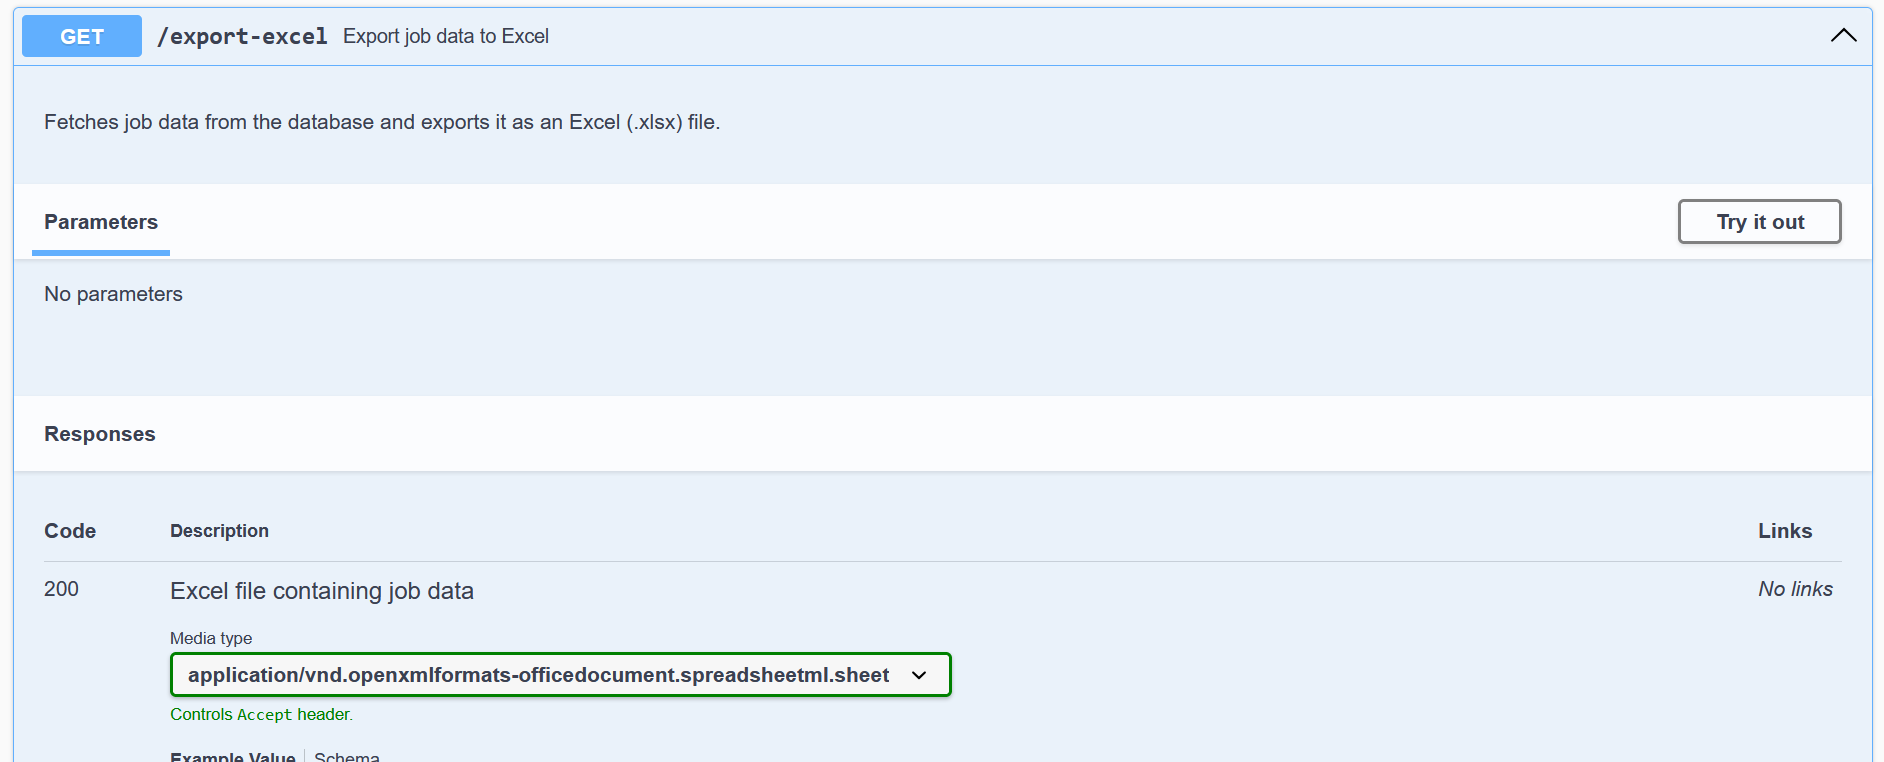 GET /export-excel Export job data to Excel
Fetches job data from the database and exports it as an Excel (.xlsx) file.
Parameters Try it out
No parameters
Responses
Code Description Links
200 Excel file containing job data No links
Media type
application/vnd.openxmlformats-officedocument.spreadsheetml.sheet
Controls Accept header.
Example Value Schema